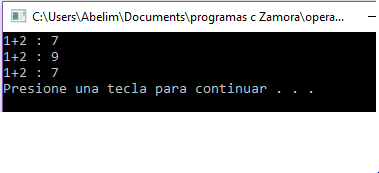 C:\Users\Abelim\Documents\programas c Zamora\opera...
1+2 : 7
1+2 : 9
1+2 : 7
Presione una tecla para continuar . . .